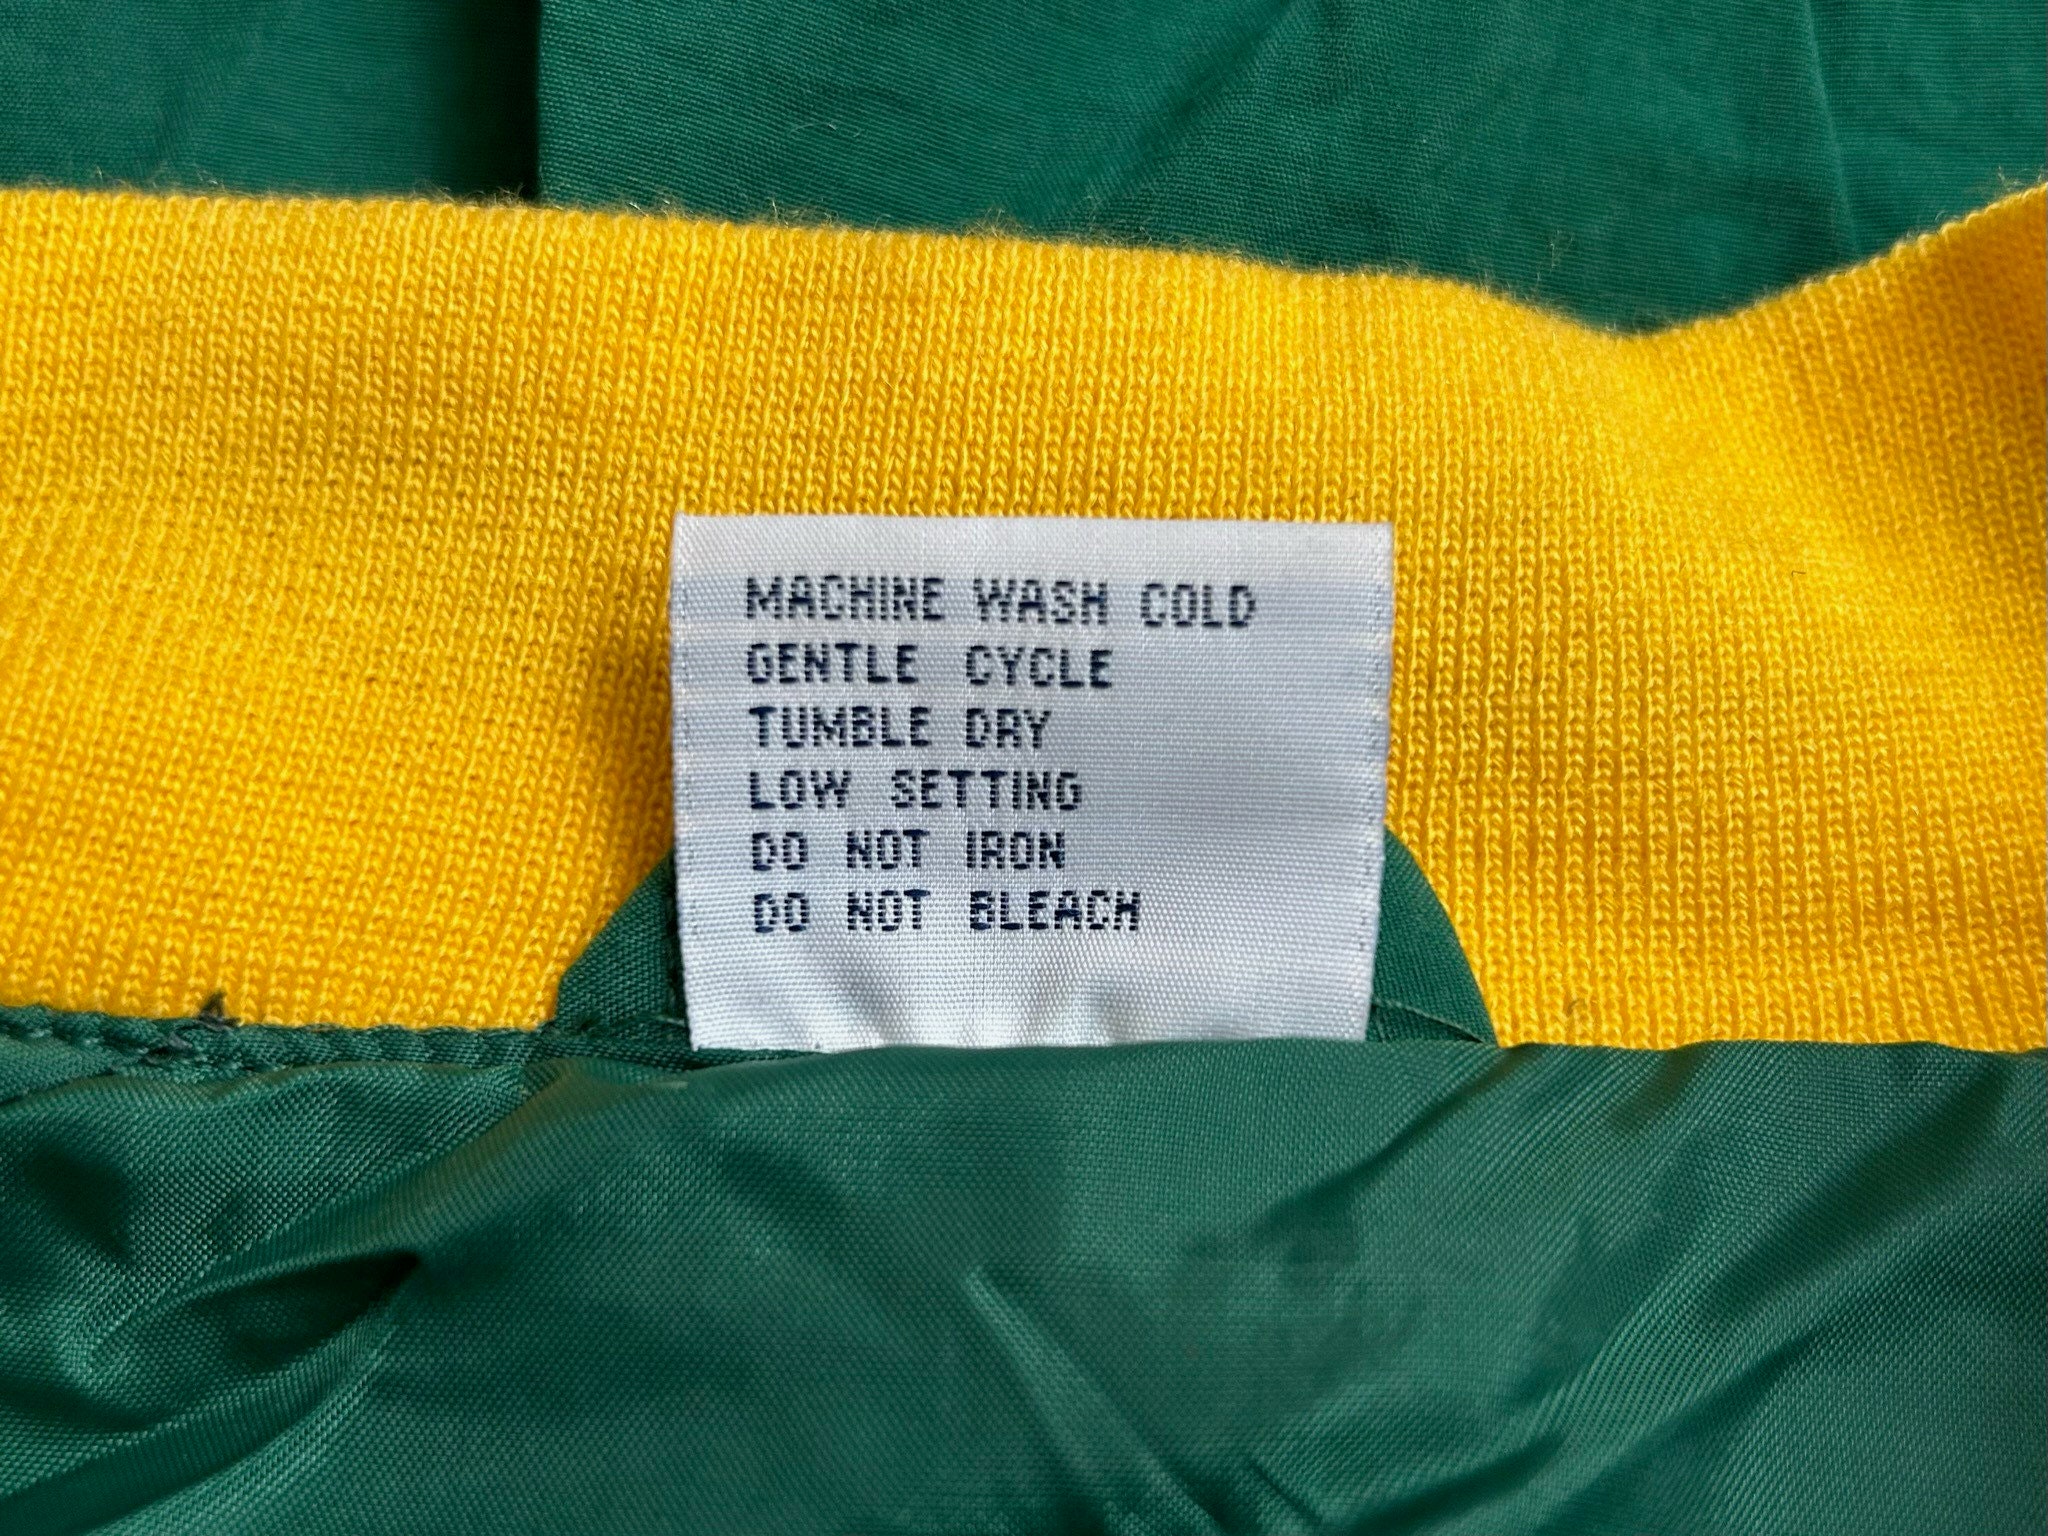 MACHINE WASH COLD
GENTLE CYCLE
TUMBLE DRY
LOW SETTING
DO NOT IRON
DO NOT BLEACH